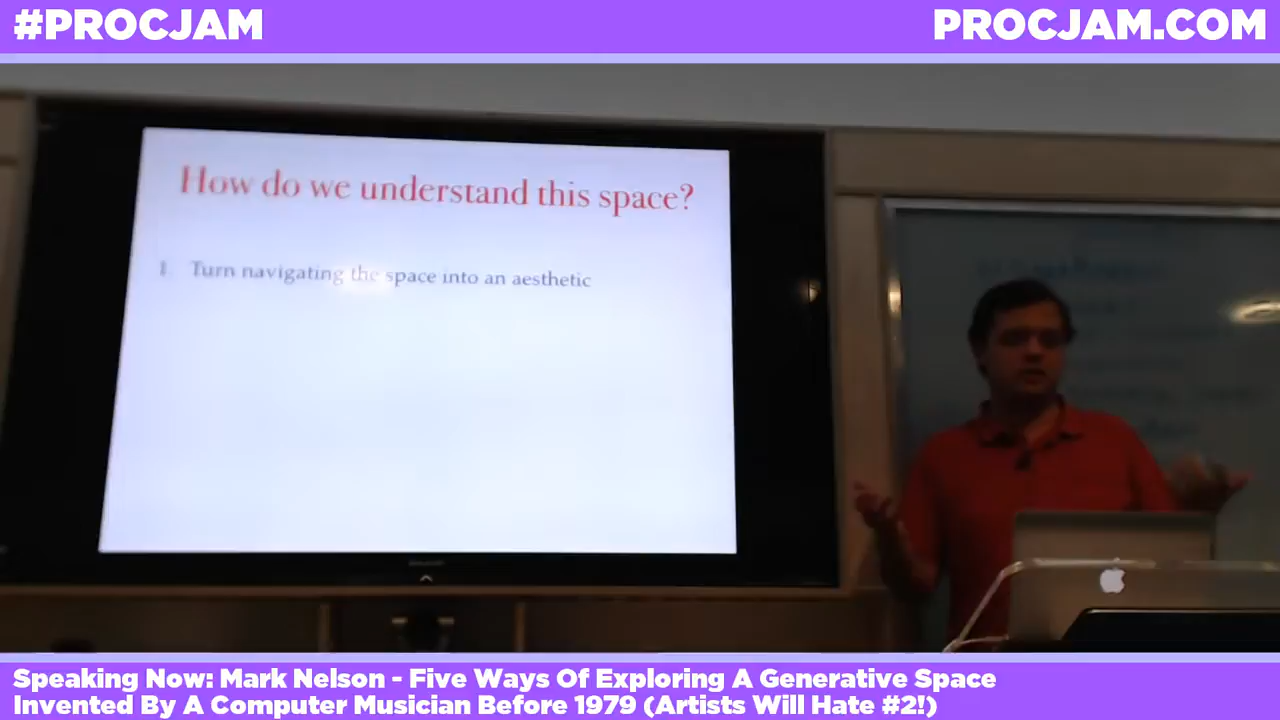 #PROCJAM
PROCJAM.COM
How do we understand this space?
1. Turn navigating the space into an aesthetic
Speaking Now: Mark Nelson - Five Ways Of Exploring A Generative Space
Invented By A Computer Musician Before 1979 (Artists Will Hate #2!)